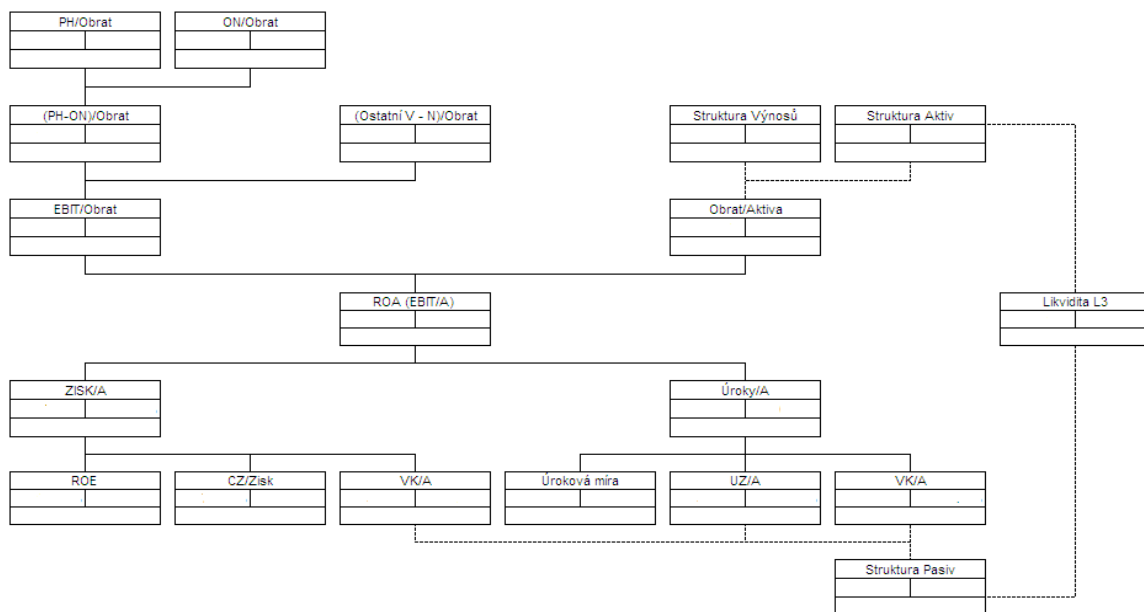 PH/Obrat
ON/Obrat
(PH-ON)/Obrat
(Ostatní V - N)/Obrat
Struktura Výnosů
Struktura Aktiv
EBIT/Obrat
Obrat/Aktiva
ROA (EBIT/A)
Likvidita L3
ZISK/A
Úroky/A
ROE
CZ/Zisk
VK/A
Úroková míra
UZ/A
VK/A
Struktura Pasiv